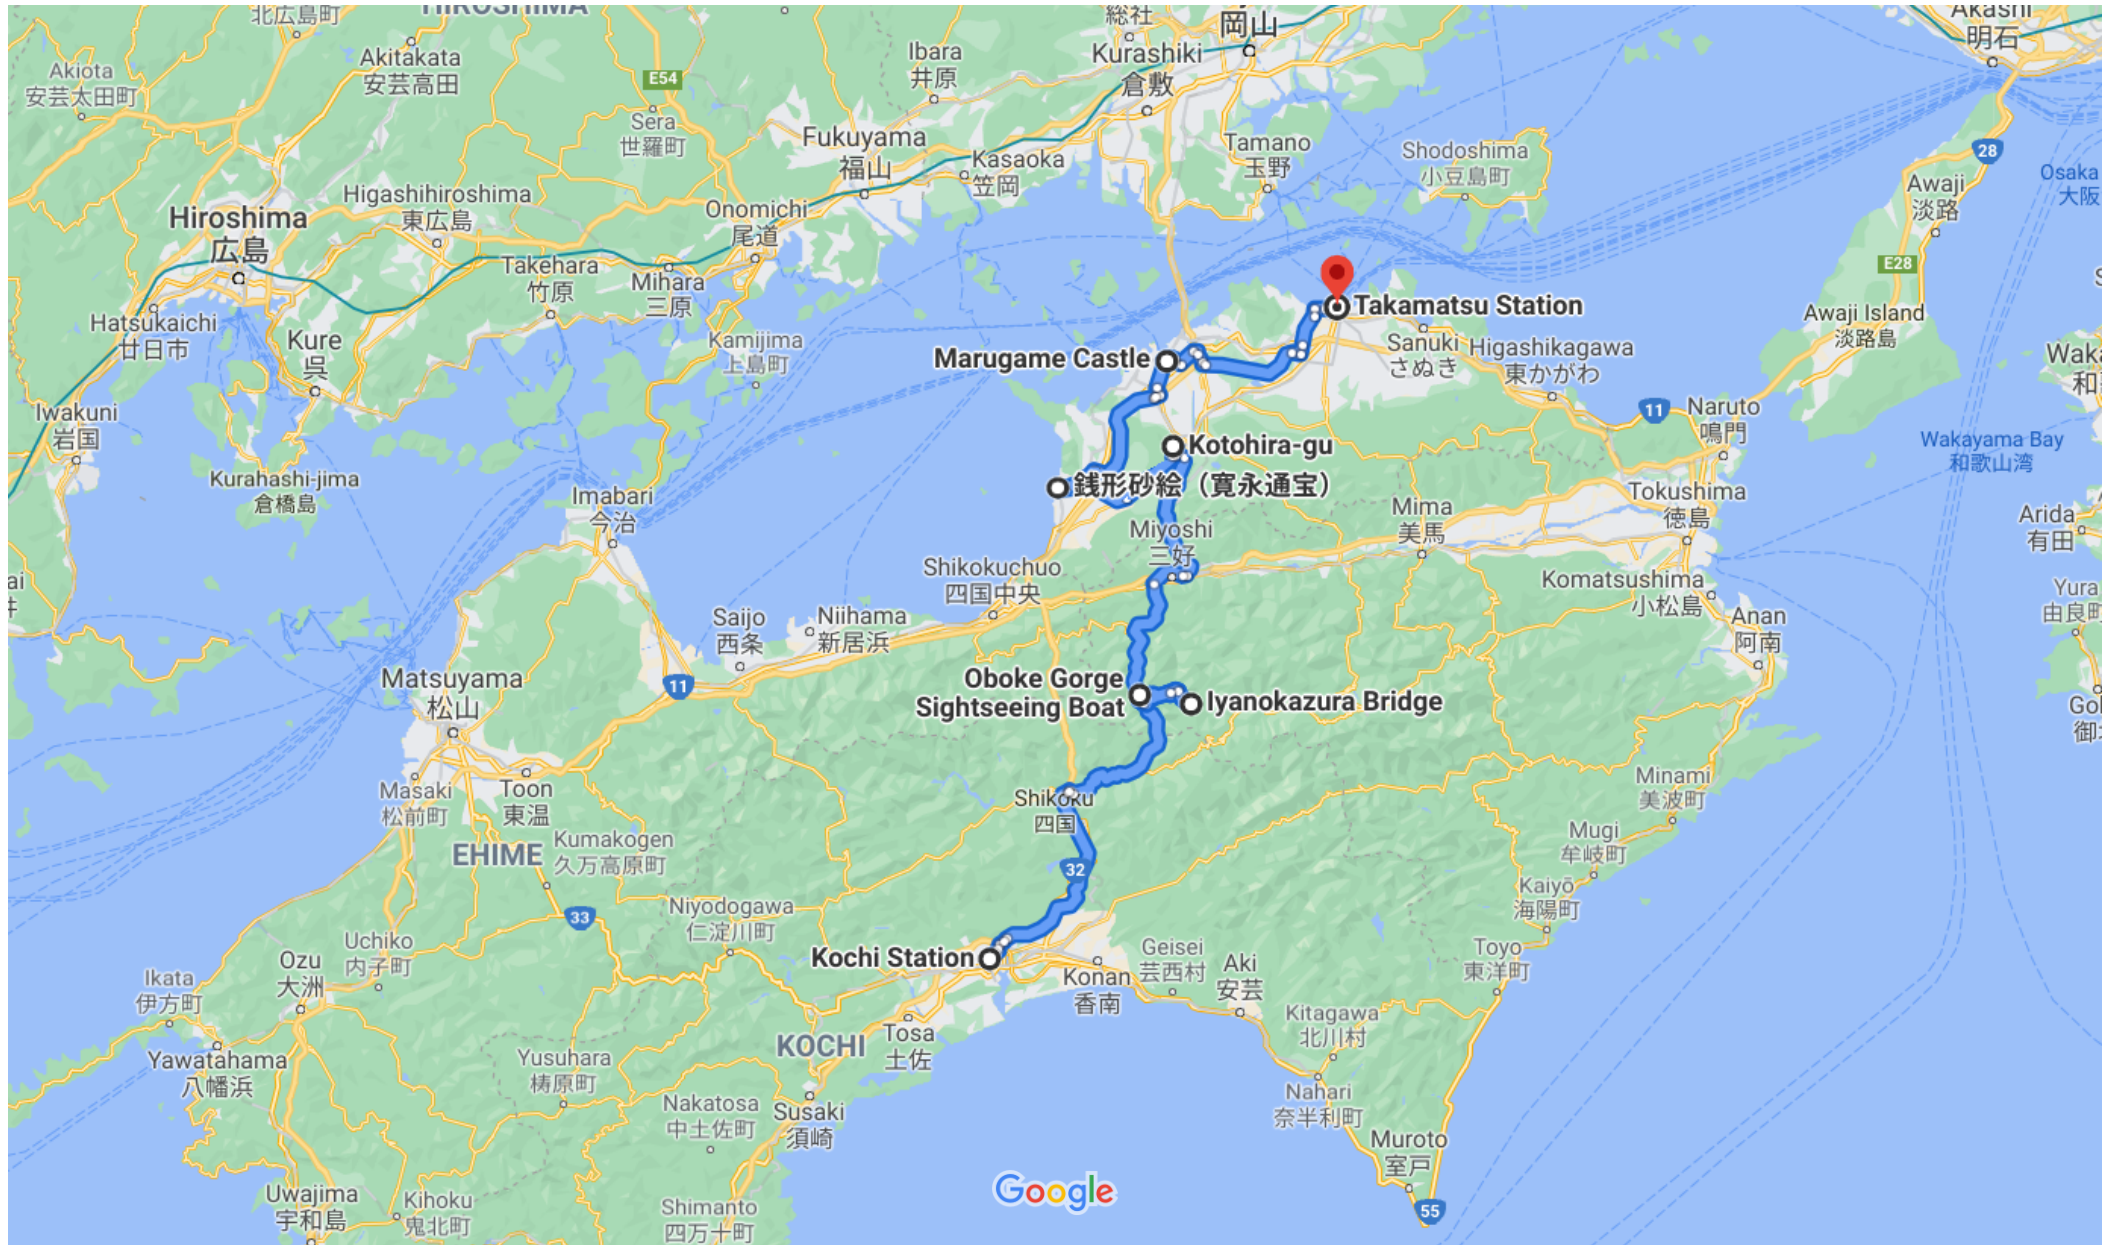 北広島町
HIROSHIMA
総社
岡山
Akashi
明石
Akiota
安芸太田町
Akitakata
安芸高田
E54
Ibara
井原
Kurashiki
倉敷
Sera
世羅町
Fukuyama
福山
Kasaoka
笠岡
Tamano
玉野
Shodoshima
小豆島町
28
Osaka
大阪
Awaji
淡路
Higashihiroshima
東広島
Hiroshima
広島
Onomichi
尾道
Takehara
竹原
Mihara
三原
E28
Hatsukaichi
廿日市
Kure
呉
Kamijima
上島町
Takamatsu Station
Awaji Island
淡路島
Marugame Castle
Sanuki
さぬき
Higashikagawa
東かがわ
Iwakuni
岩国
11
Naruto
鳴門
Kotohira-gu
Wakayama Bay
和歌山湾
Kurahashi-jima
倉橋島
Imabari
今治
銭形砂絵（寛永通宝）
Miyoshi
三好
Mima
美馬
Tokushima
徳島
Arida
有田
Shikokuchuo
四国中央
Komatsushima
小松島
Yura
由良町
Saijo
西条
Niihama
新居浜
Anan
阿南
Matsuyama
松山
11
Oboke Gorge
Sightseeing Boat
Iyanokazura Bridge
Masaki
松前町
Toon
東温
Shikoku
四国
Minami
美波町
EHIME
Kumakogen
久万高原町
Mugi
牟岐町
32
Kaiyō
海陽町
33
Niyodogawa
仁淀川町
Uchiko
内子町
Ozu
大洲
Kochi Station
Konan
香南
Geisei
芸西村
Aki
安芸
Toyo
東洋町
Ikata
伊方町
Kitagawa
北川村
KOCHI
Tosa
土佐
Yawatahama
八幡浜
Yusuhara
梼原町
Nahari
奈半利町
Nakatosa
中土佐町
Susaki
須崎
Muroto
室戸
Google
55
Uwajima
宇和島
Kihoku
鬼北町
Shimanto
四万十町